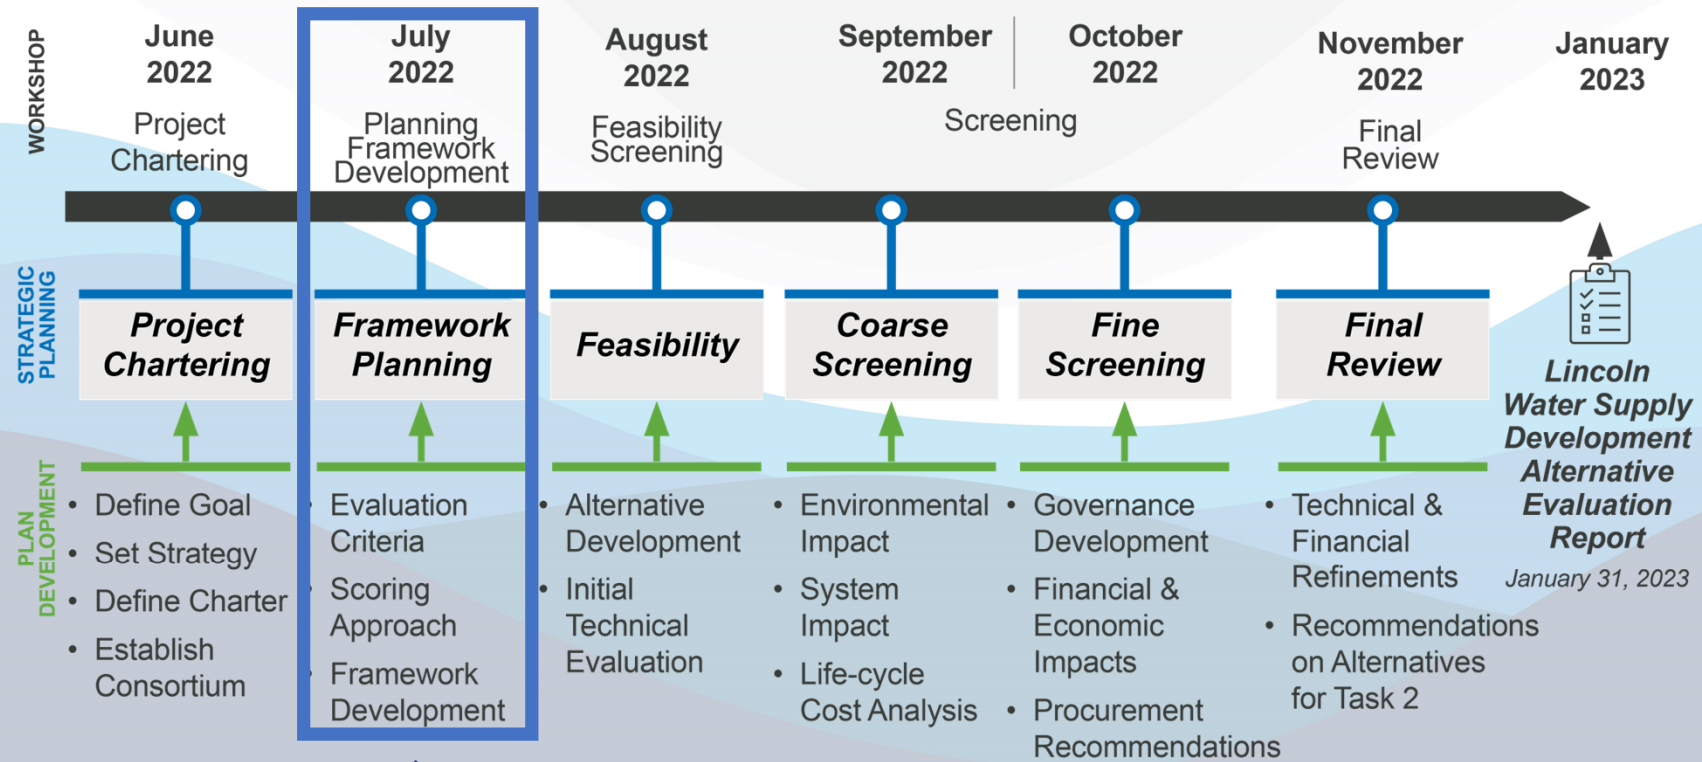 WORKSHOP
June
2022
July
2022
August
2022
September
2022
October
2022
November
2022
January
2023
Project
Chartering
Planning
Framework
Development
Feasibility
Screening
Screening
Final
Review
STRATEGIC
PLANNING
Project
Chartering
Framework
Planning
Feasibility
Coarse
Screening
Fine
Screening
Final
Review
Lincoln
Water Supply
Development
Alternative
Evaluation
Report
January 31, 2023
PLAN
DEVELOPMENT
• Define Goal
• Set Strategy
• Define Charter
• Establish
Consortium
• Evaluation
Criteria
• Scoring
Approach
• Framework
Development
• Alternative
Development
• Initial
Technical
Evaluation
• Environmental
Impact
• System
Impact
• Life-cycle
Cost Analysis
• Governance
Development
• Financial &
Economic
Impacts
• Procurement
Recommendations
• Technical &
Financial
Refinements
• Recommendations
on Alternatives
for Task 2